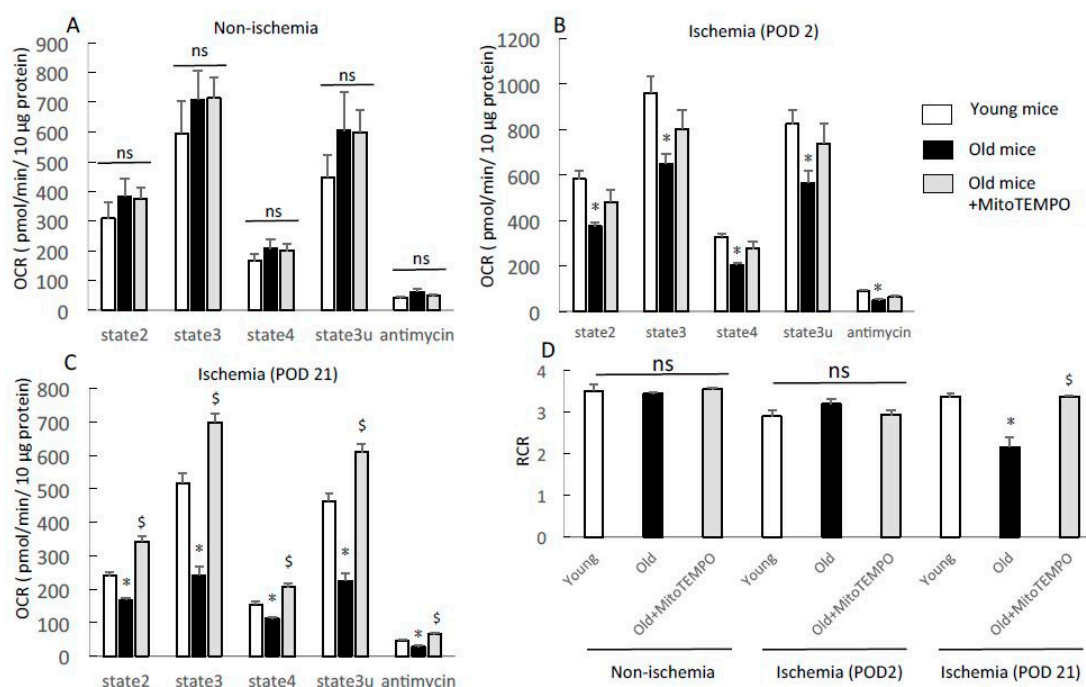 A
Non-ischemia
OCR ( pmol/min/ 10 µg protein)
900
800
700
600
500
400
300
200
100
0
ns
ns
ns
ns
ns
state2 state3 state4 state3u antimycin
B
Ischemia (POD 2)
OCR ( pmol/min/ 10 µg protein)
1200
1000
800
600
400
200
0
*
*
*
*
*
state2 state3 state4 state3u antimycin
Young mice
Old mice
Old mice
+MitoTEMPO
C
Ischemia (POD 21)
OCR ( pmol/min/ 10 µg protein)
800
700
600
500
400
300
200
100
0
* $
* $
* $
* $
* $
state2 state3 state4 state3u antimycin
D
RCR
4
3
2
1
0
ns
ns
*
$
Young Old Old+MitoTEMPO Young Old Old+MitoTEMPO Young Old Old+MitoTEMPO
Non-ischemia Ischemia (POD2) Ischemia (POD 21)